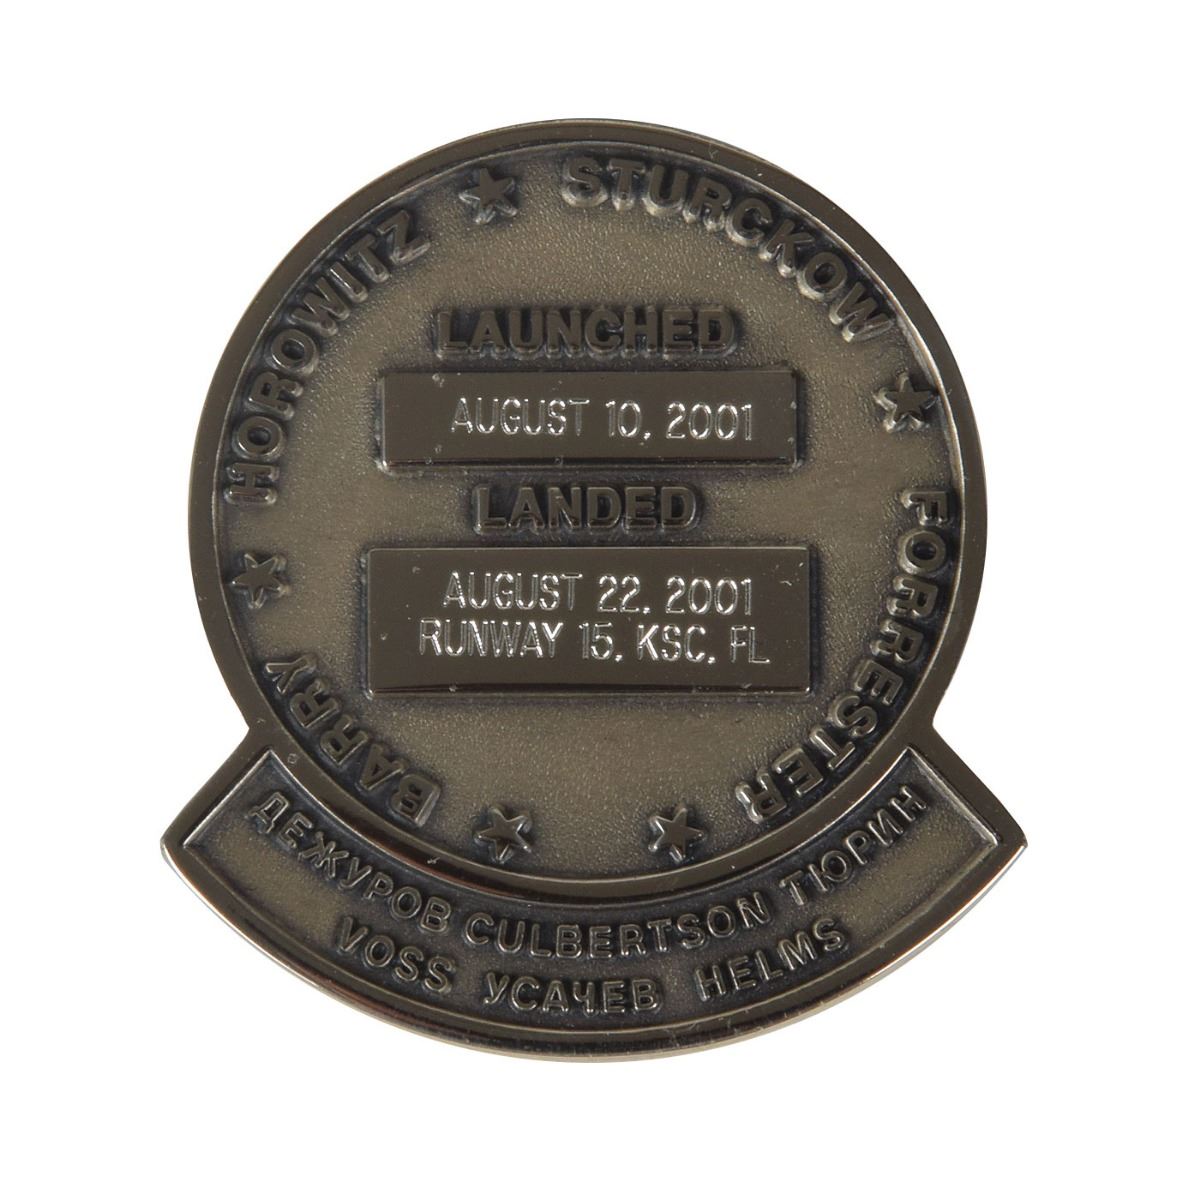 HOROWITZ ★ STURCKOW ★ FORRESTER ★ ★ BARRY ★
LAUNCHED
AUGUST 10, 2001
LANDED
AUGUST 22, 2001
RUNWAY 15, KSC, FL
ДЕЖУРОВ CULBERTSON ТЮРИН
VOSS УСАЧЕВ HELMS